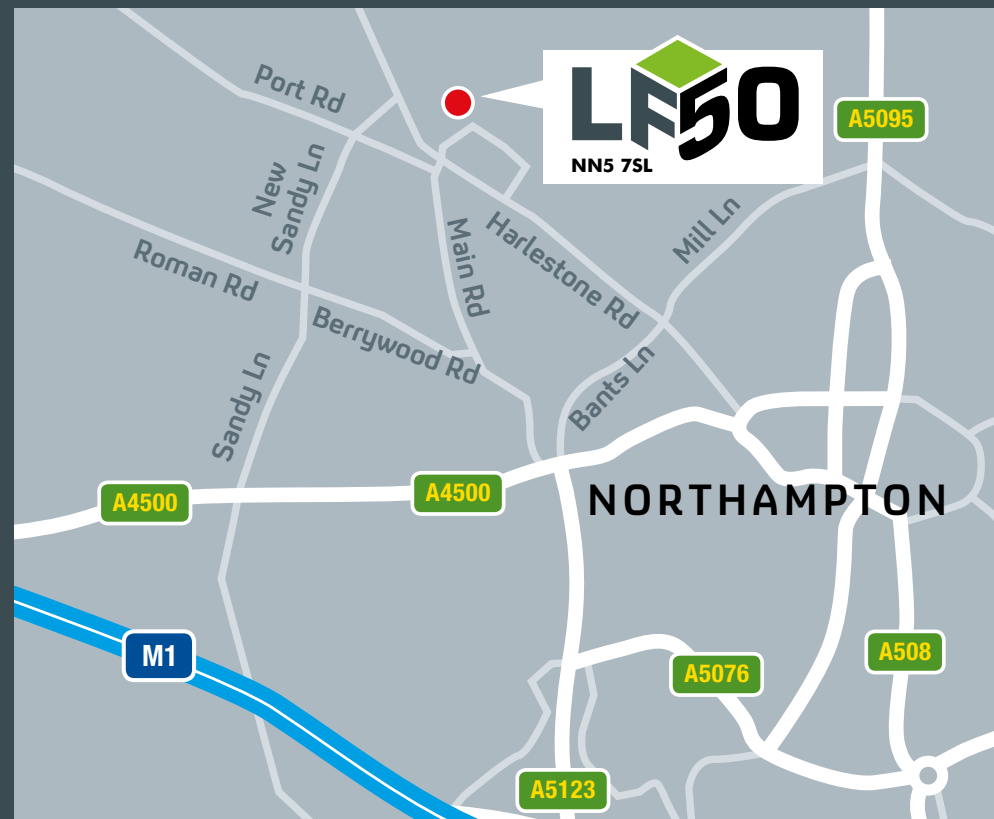 Port Rd
LF50
NN5 7SL
A5095
New
Sandy Ln
Mill Ln
Main Rd
Harlestone Rd
Roman Rd
Berrywood Rd
Sandy Ln
Bants Ln
A4500
A4500
NORTHAMPTON
M1
A5076
A508
A5123